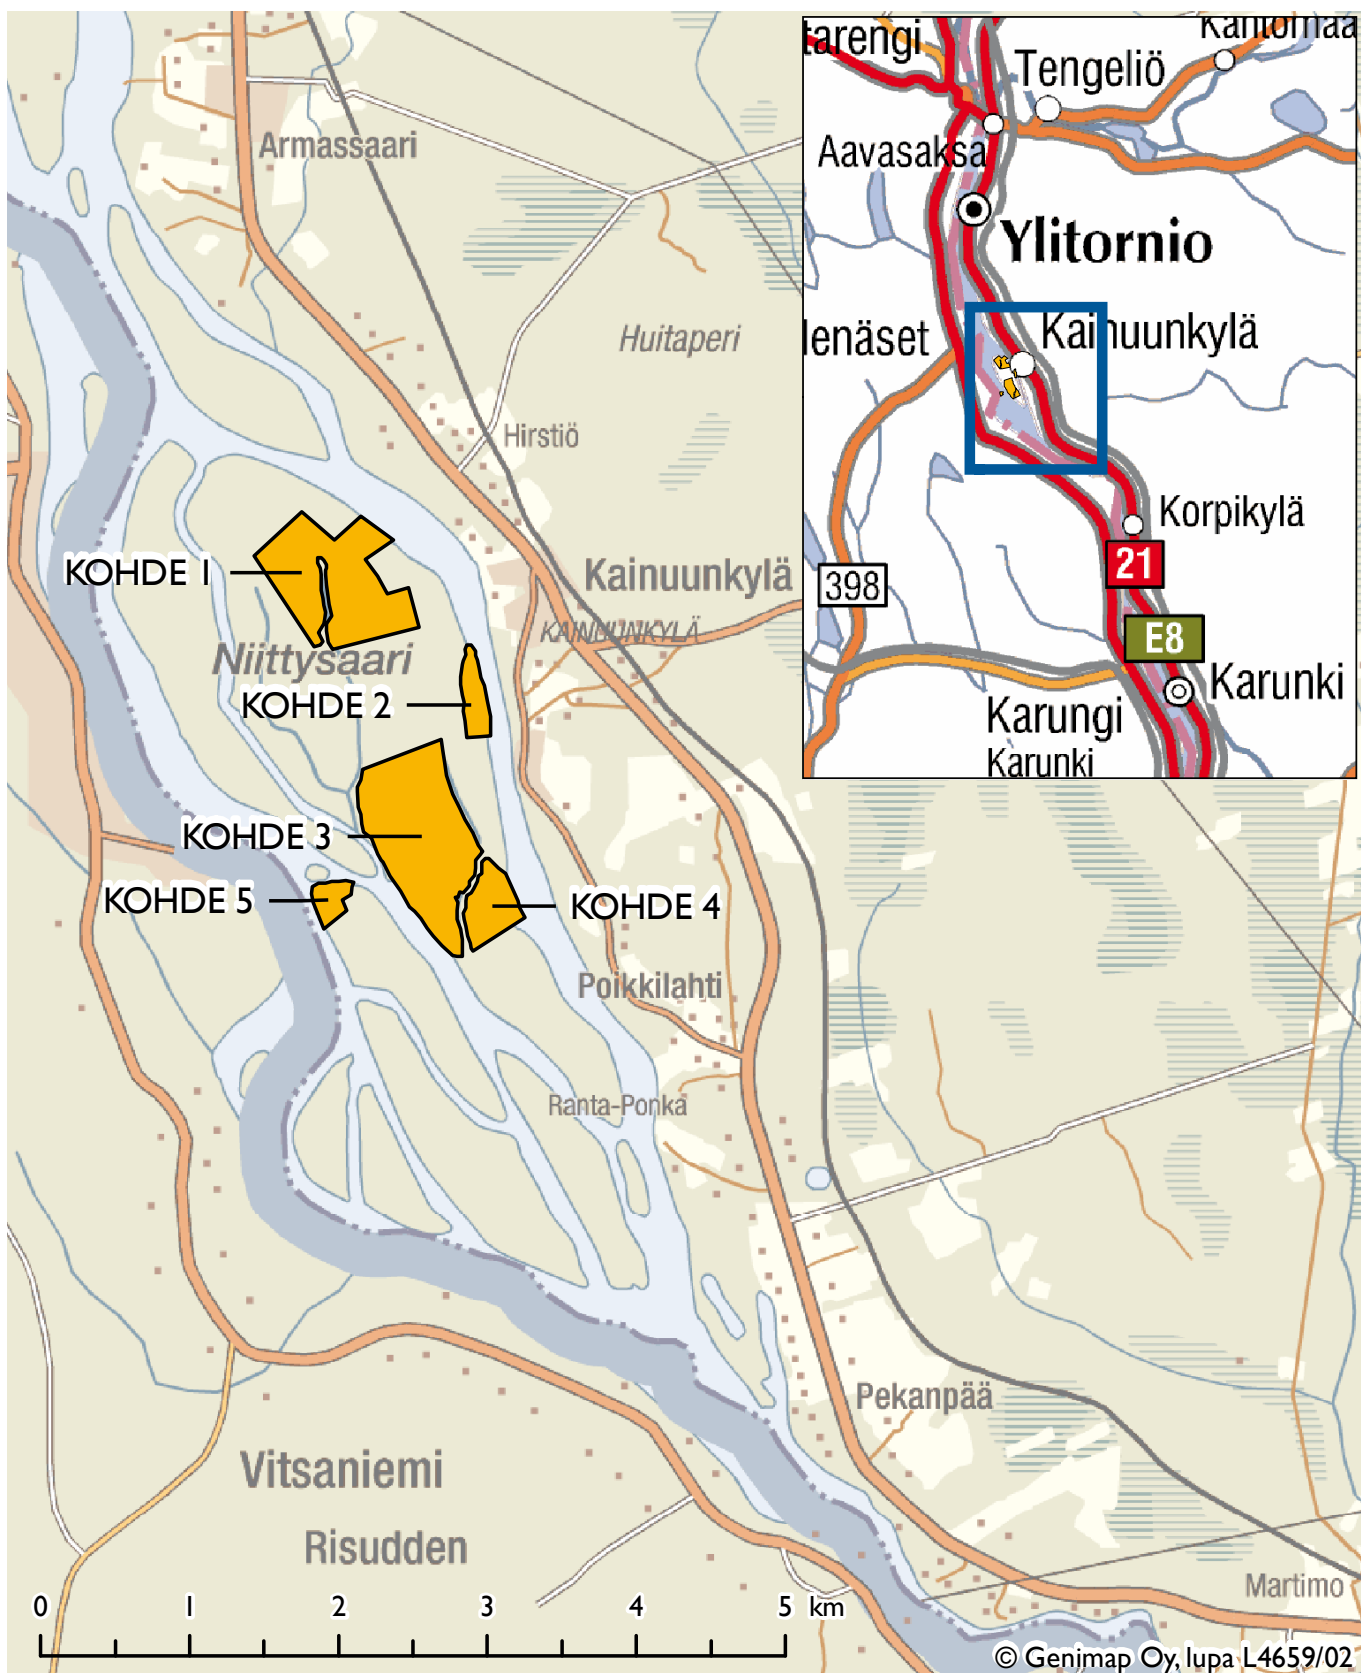 Armassaari
Huitaperi
Hirstiö
KOHDE 1
Kainuunkylä
KAINUUNKYLÄ
Niittysaari
KOHDE 2
KOHDE 3
KOHDE 5
KOHDE 4
Poikkilahti
Ranta-Ponka
Pekanpää
Vitsaniemi
Risudden
Martimo
0 1 2 3 4 5 km
© Genimap Oy, lupa L4659/02
tarengi
Kantornaa
Tengeliö
Aavasaksa
Ylitornio
Kainuunkylä
lenäset
Korpikylä
21
398
E8
Karunki
Karungi
Karunki